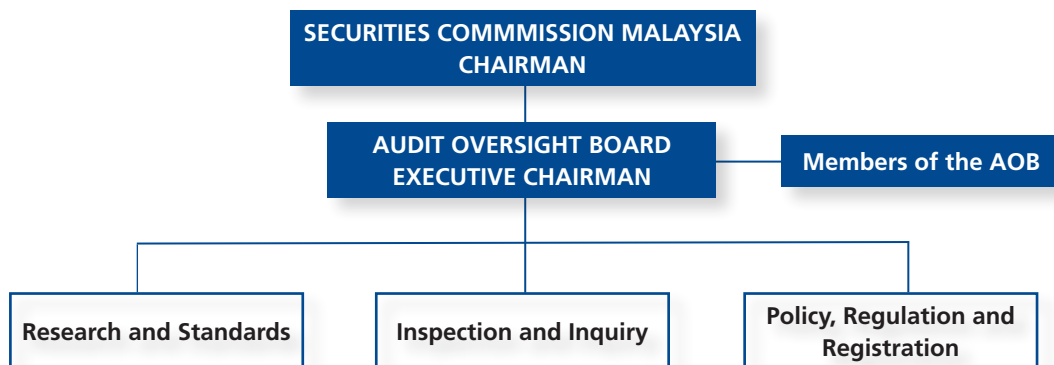 SECURITIES COMMMISSION MALAYSIA
CHAIRMAN
AUDIT OVERSIGHT BOARD
EXECUTIVE CHAIRMAN
Members of the AOB
Research and Standards
Inspection and Inquiry
Policy, Regulation and
Registration